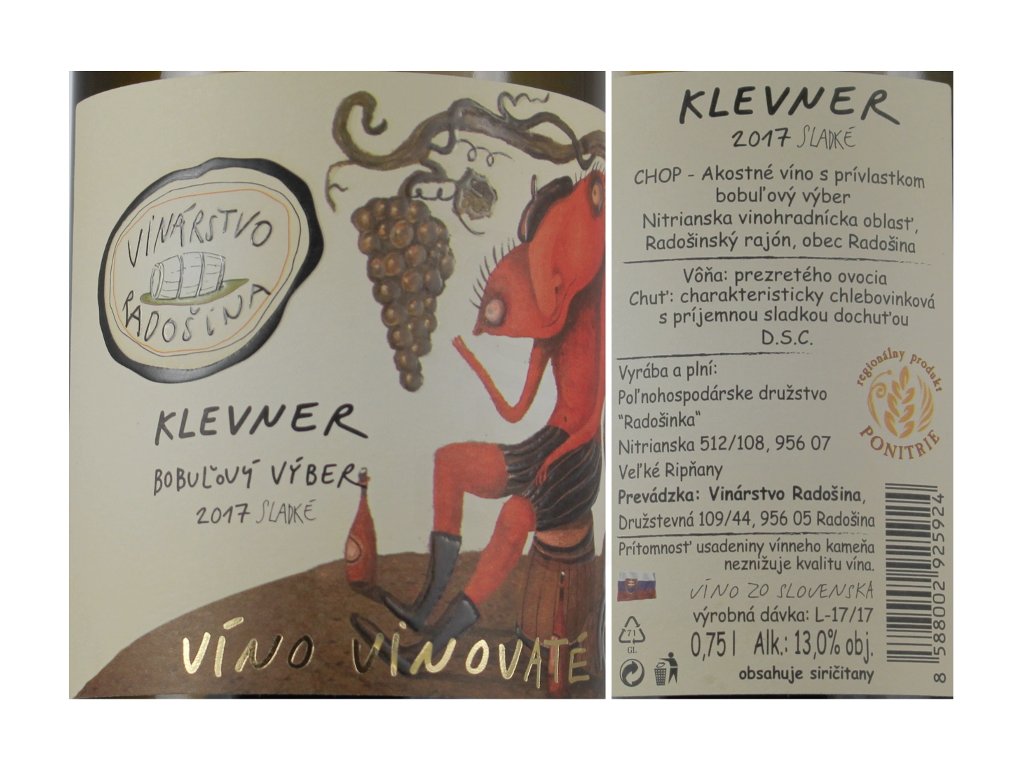 VINÁRSTVO
RADOŠINA
KLEVNER
BOBUĽOVÝ VÝBER
2017 SLADKÉ
VÍNO VINOVATÉ
KLEVNER
2017 SLADKÉ
CHOP - Akostné víno s prívlastkom
bobuľový výber
Nitrianska vinohradnícka oblasť,
Radošinský rajón, obec Radošina
Vôňa: prezretého ovocia
Chuť: charakteristicky chlebovinková
s príjemnou sladkou dochuťou
D.S.C.
Vyrába a plní:
Poľnohospodárske družstvo
"Radošinka"
Nitrianska 512/108, 956 07
Veľké Ripňany
Prevádzka: Vinárstvo Radošina,
Družstevná 109/44, 956 05 Radošina
regionálny produkt
PONITRIE
Prítomnosť usadeniny vínneho kameňa
neznižuje kvalitu vína.
VÍNO ZO SLOVENSKA
výrobná dávka: L-17/17
71
GL
0,75 l Alk.: 13,0% obj.
obsahuje siričitany
8 588002 925924